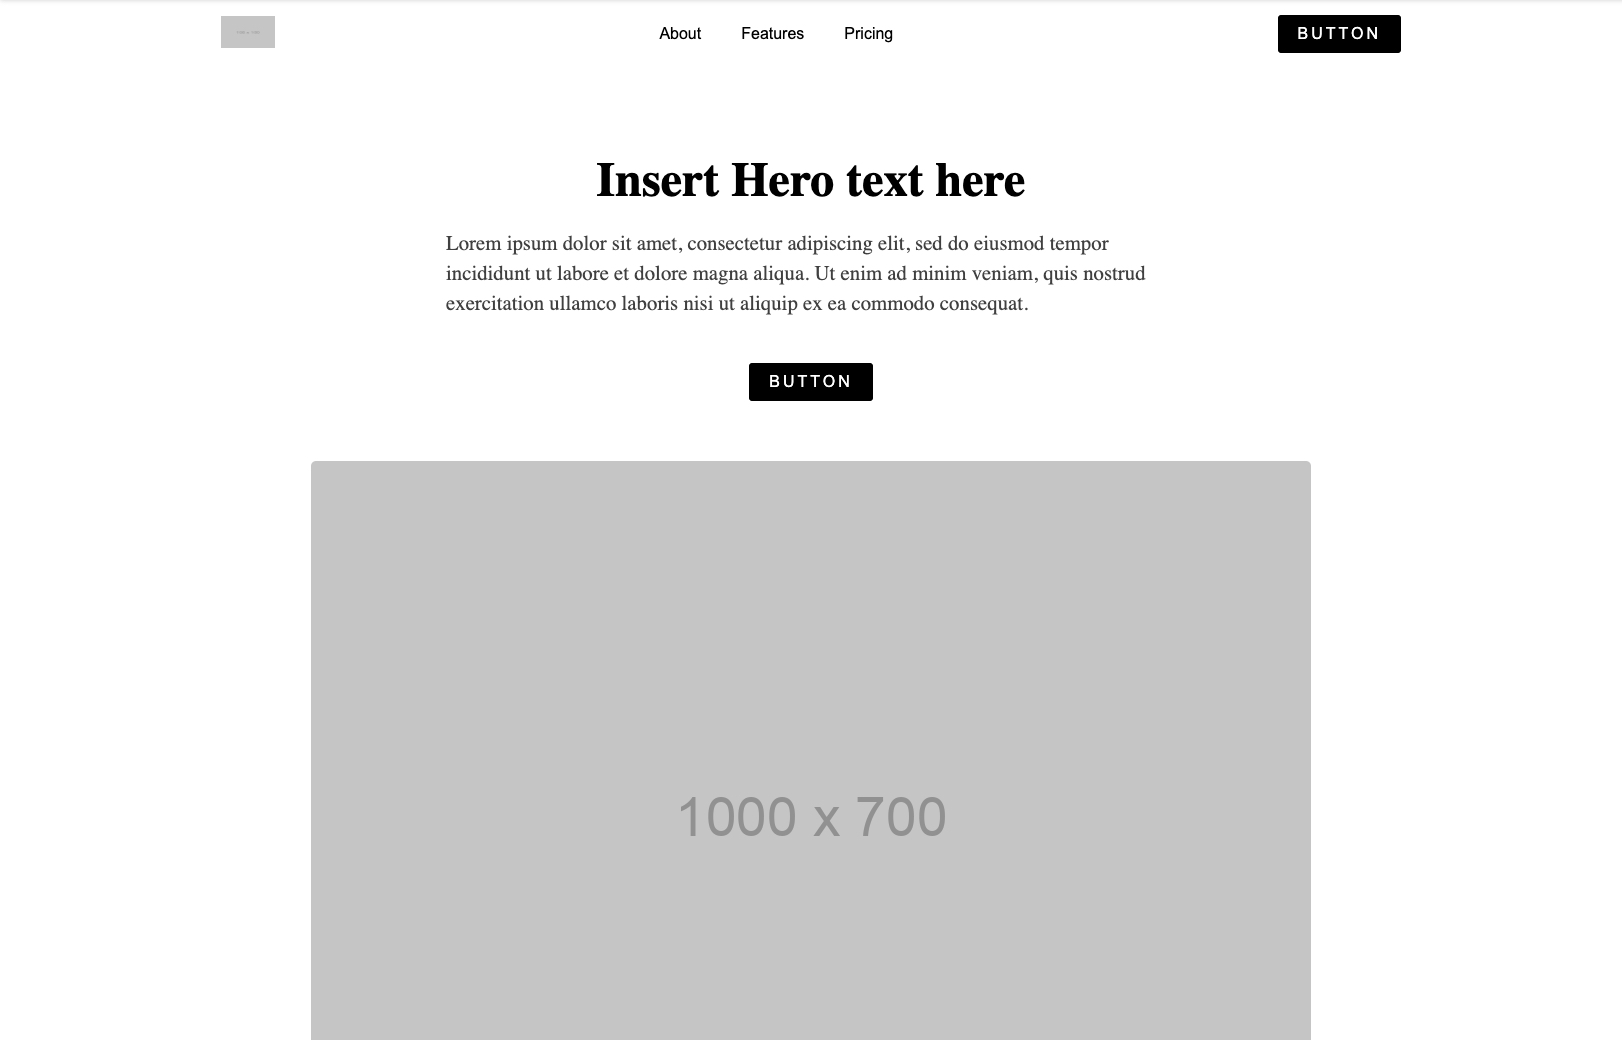 About Features Pricing BUTTON
Insert Hero text here
Lorem ipsum dolor sit amet, consectetur adipiscing elit, sed do eiusmod tempor
incididunt ut labore et dolore magna aliqua. Ut enim ad minim veniam, quis nostrud
exercitation ullamco laboris nisi ut aliquip ex ea commodo consequat.
BUTTON
1000 x 700